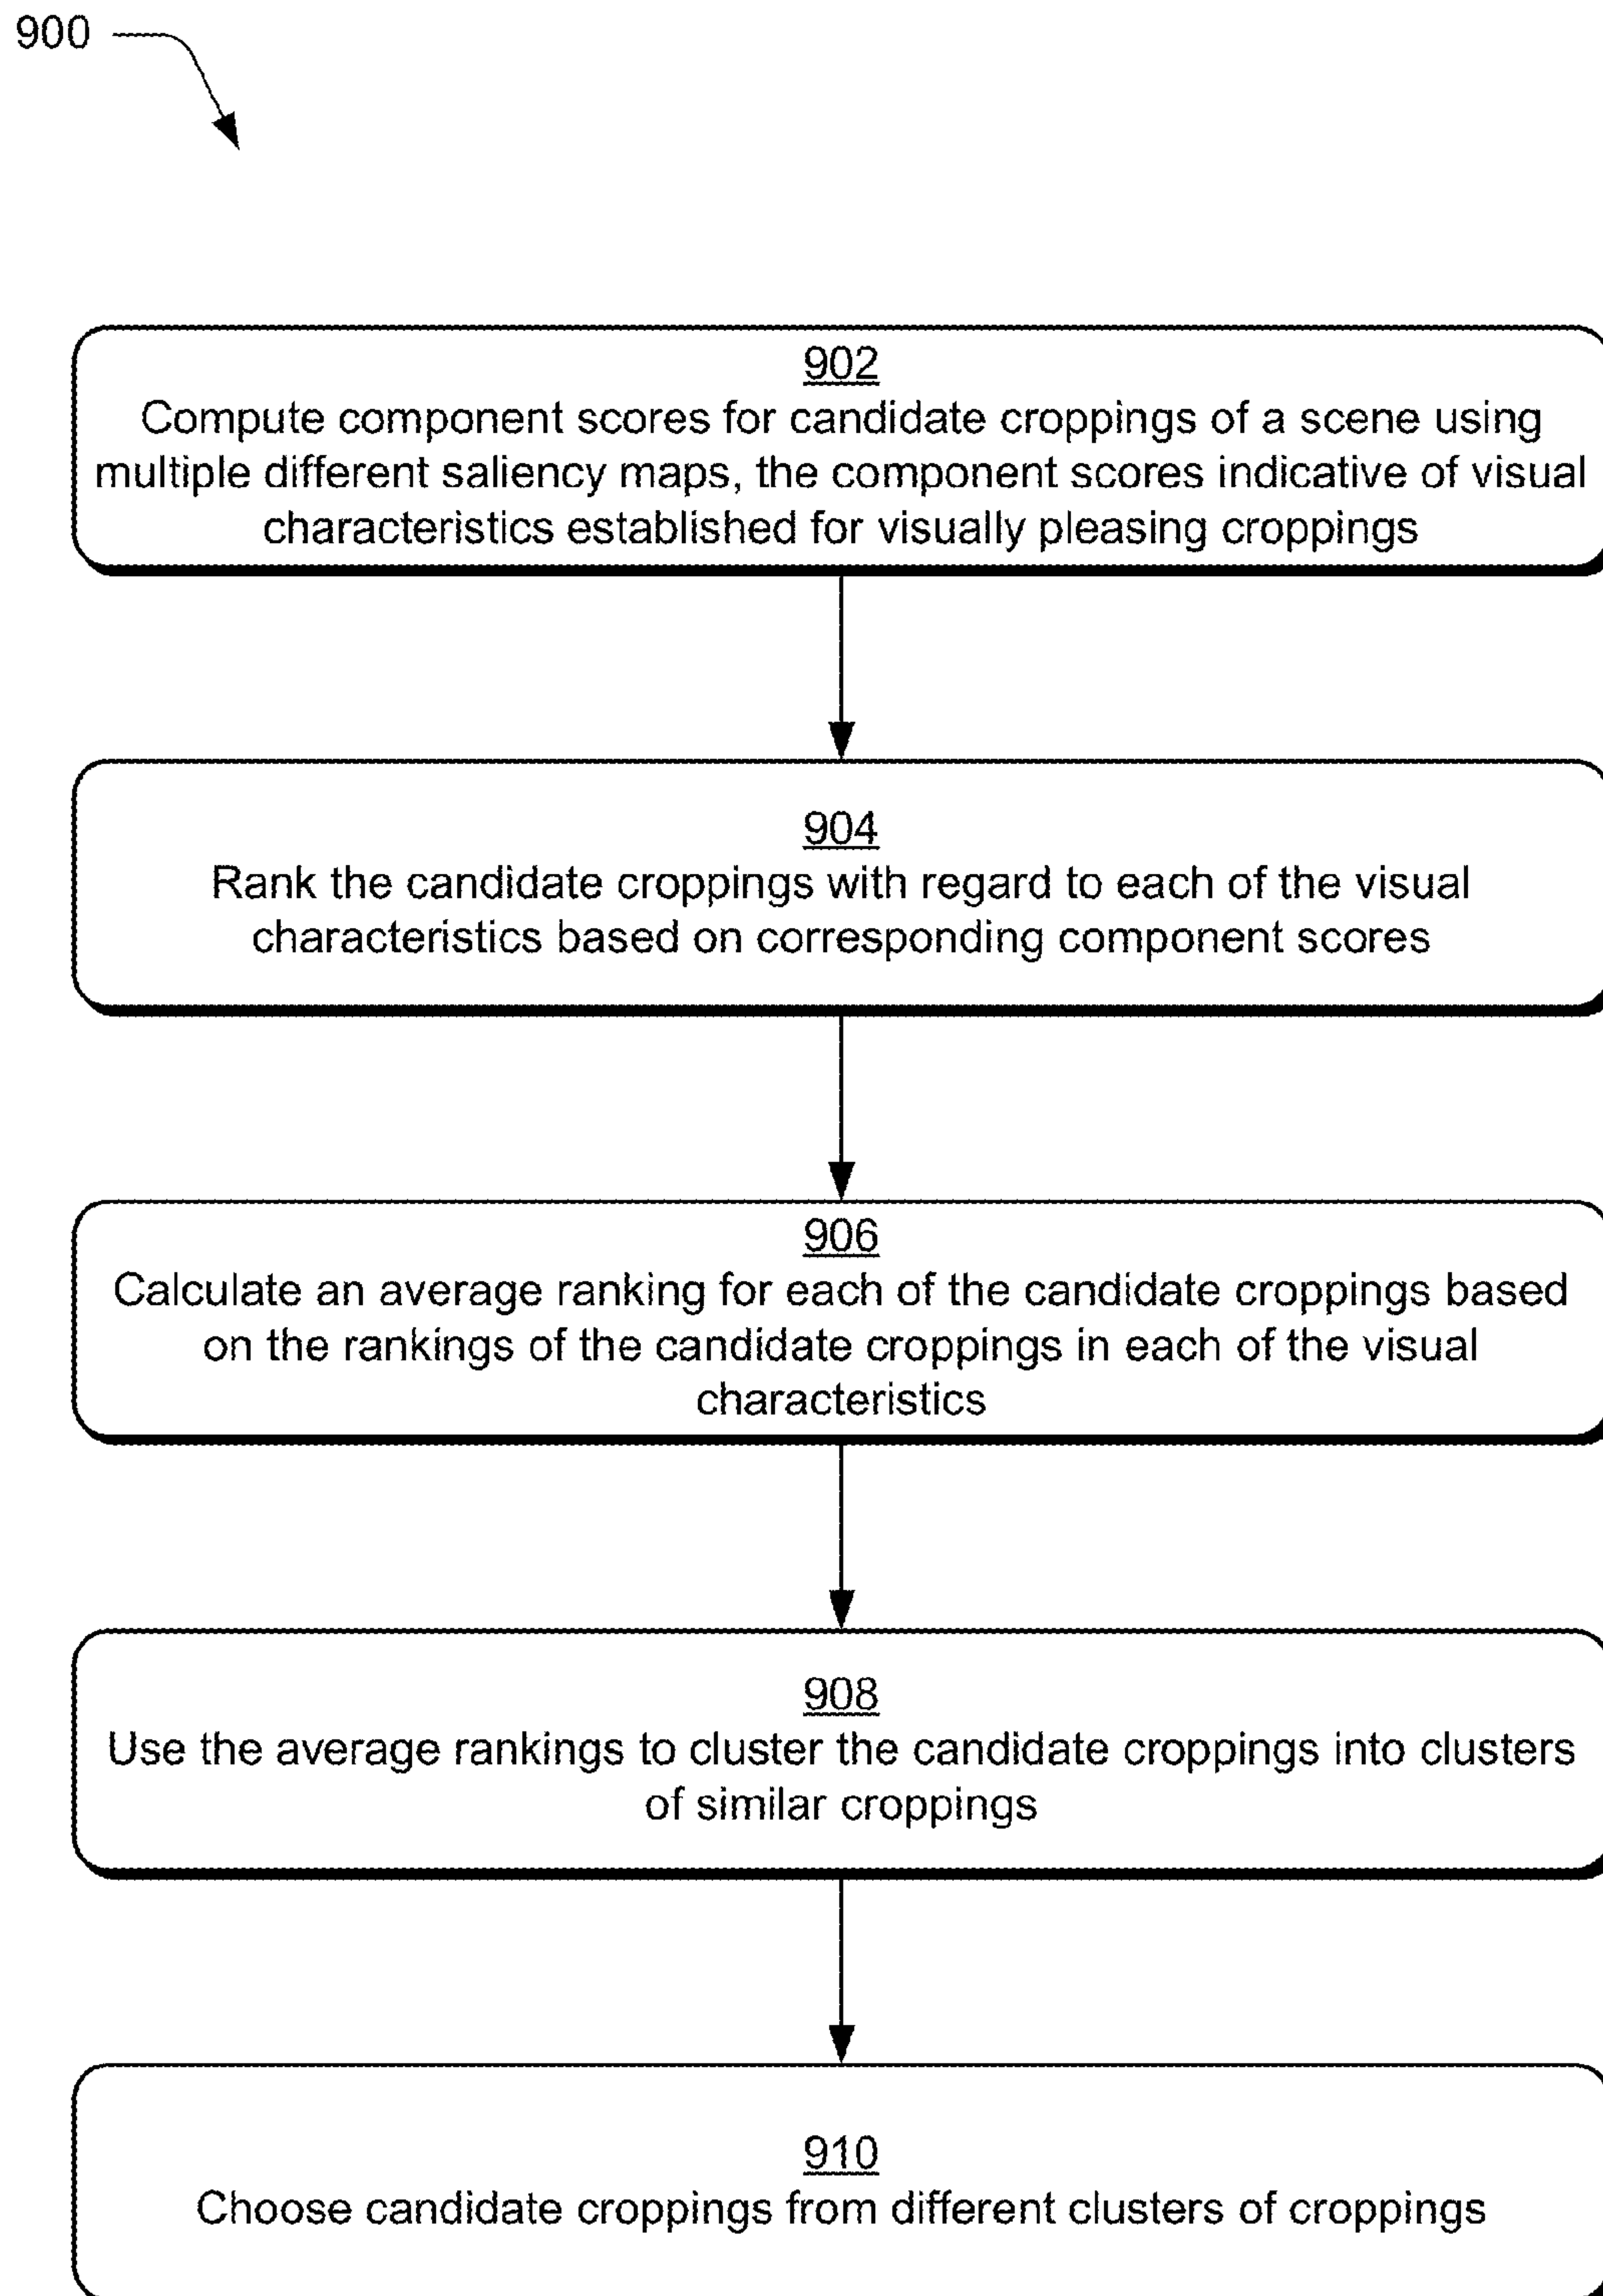 900
902
Compute component scores for candidate croppings of a scene using
multiple different saliency maps, the component scores indicative of visual
characteristics established for visually pleasing croppings
904
Rank the candidate croppings with regard to each of the visual
characteristics based on corresponding component scores
906
Calculate an average ranking for each of the candidate croppings based
on the rankings of the candidate croppings in each of the visual
characteristics
908
Use the average rankings to cluster the candidate croppings into clusters
of similar croppings
910
Choose candidate croppings from different clusters of croppings